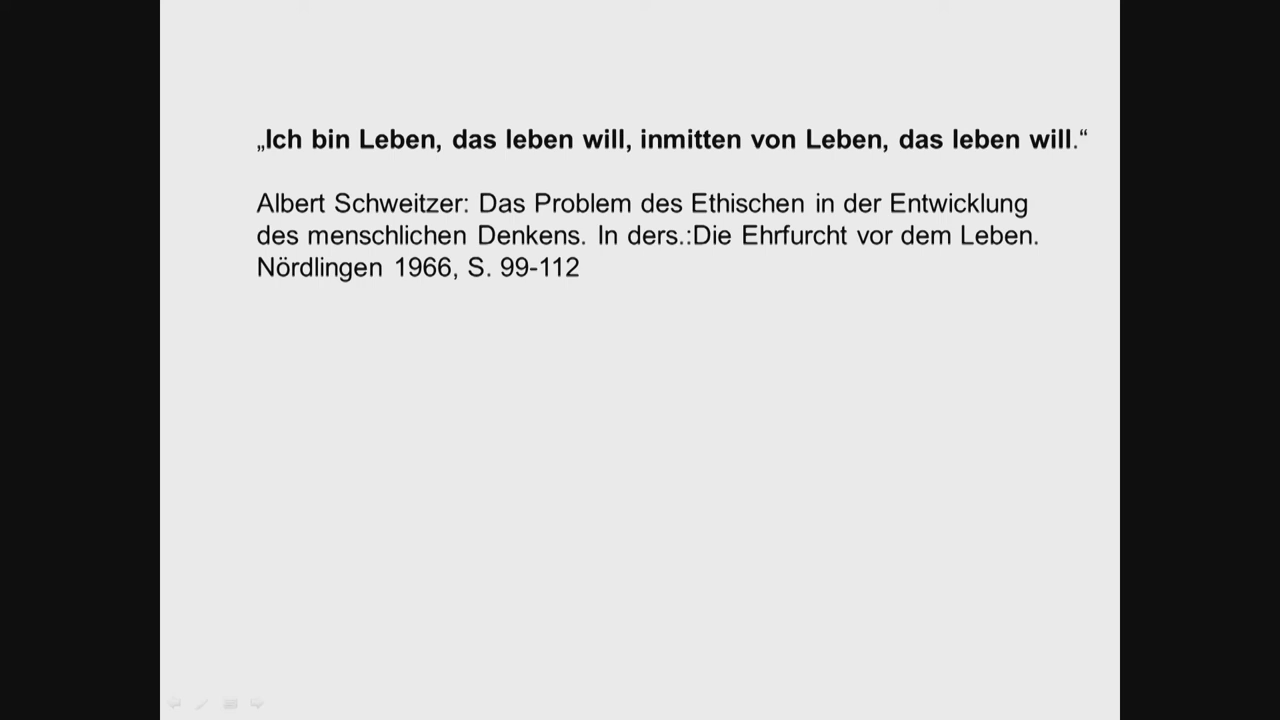 „Ich bin Leben, das leben will, inmitten von Leben, das leben will.“
Albert Schweitzer: Das Problem des Ethischen in der Entwicklung
des menschlichen Denkens. In ders.:Die Ehrfurcht vor dem Leben.
Nördlingen 1966, S. 99-112